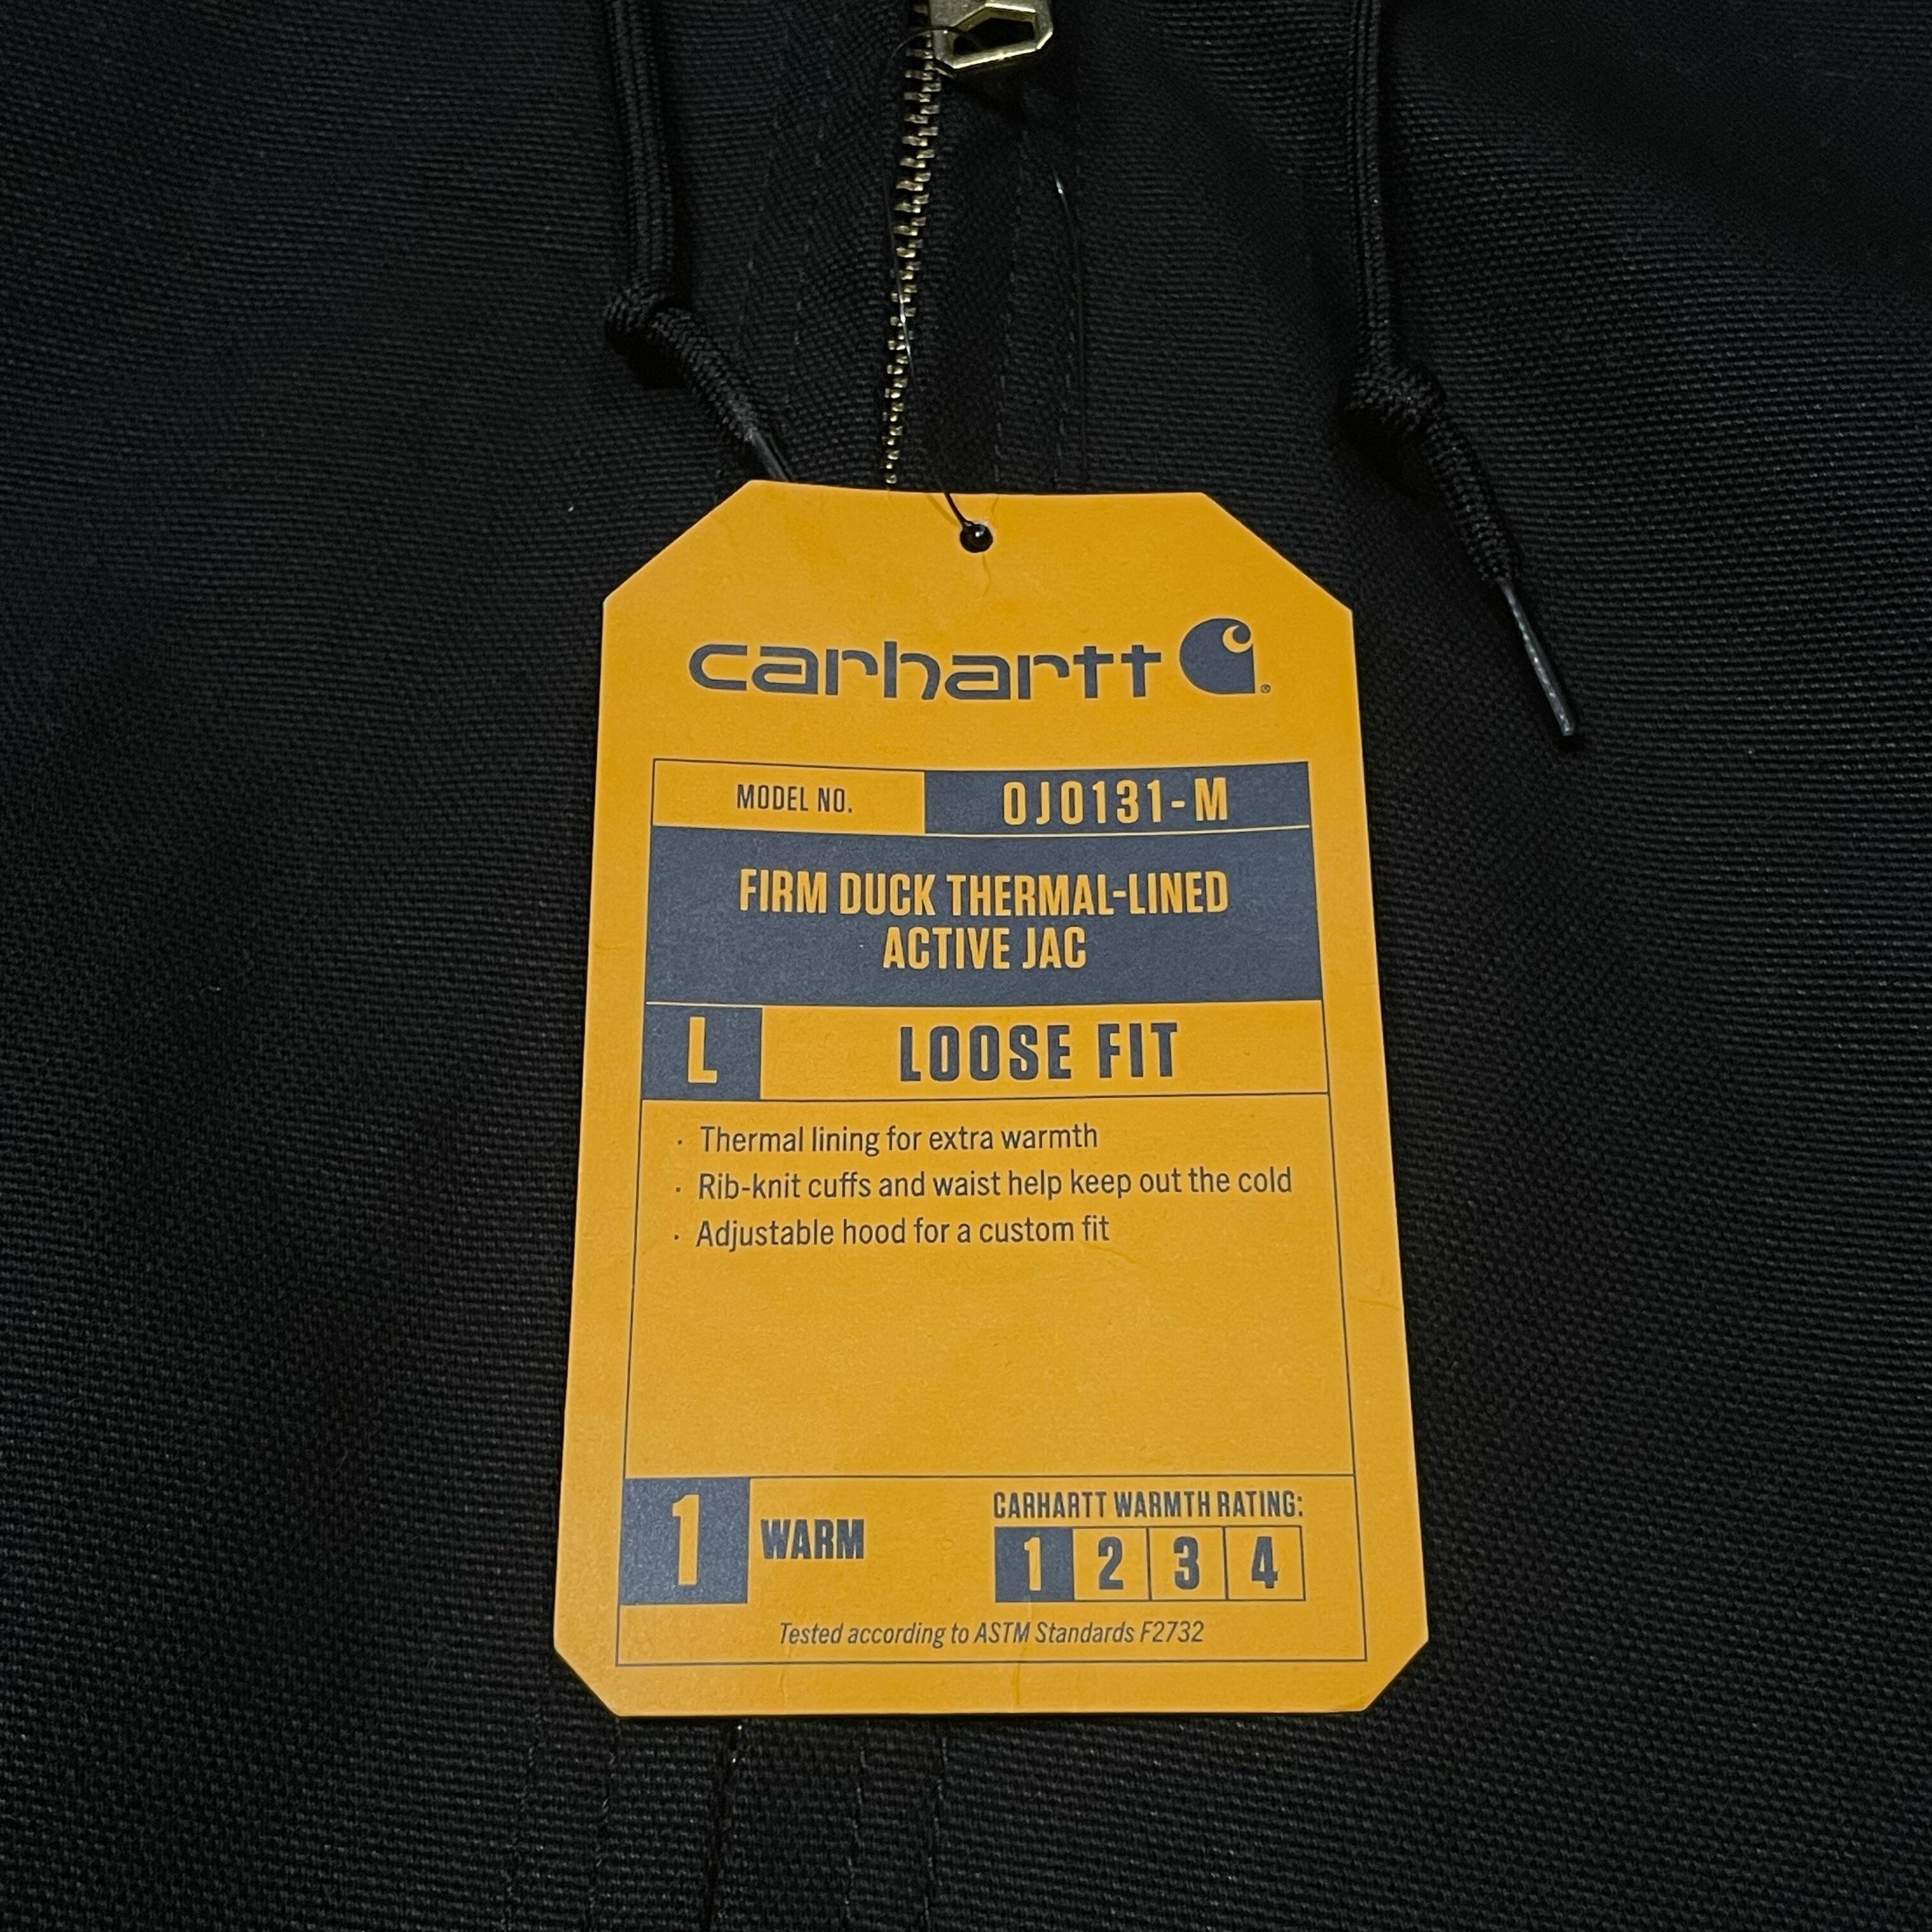 carhartt
MODEL NO. 0J0131-M
FIRM DUCK THERMAL-LINED
ACTIVE JAC
L LOOSE FIT
· Thermal lining for extra warmth
· Rib-knit cuffs and waist help keep out the cold
· Adjustable hood for a custom fit
1 WARM
CARHARTT WARMTH RATING:
1 2 3 4
Tested according to ASTM Standards F2732